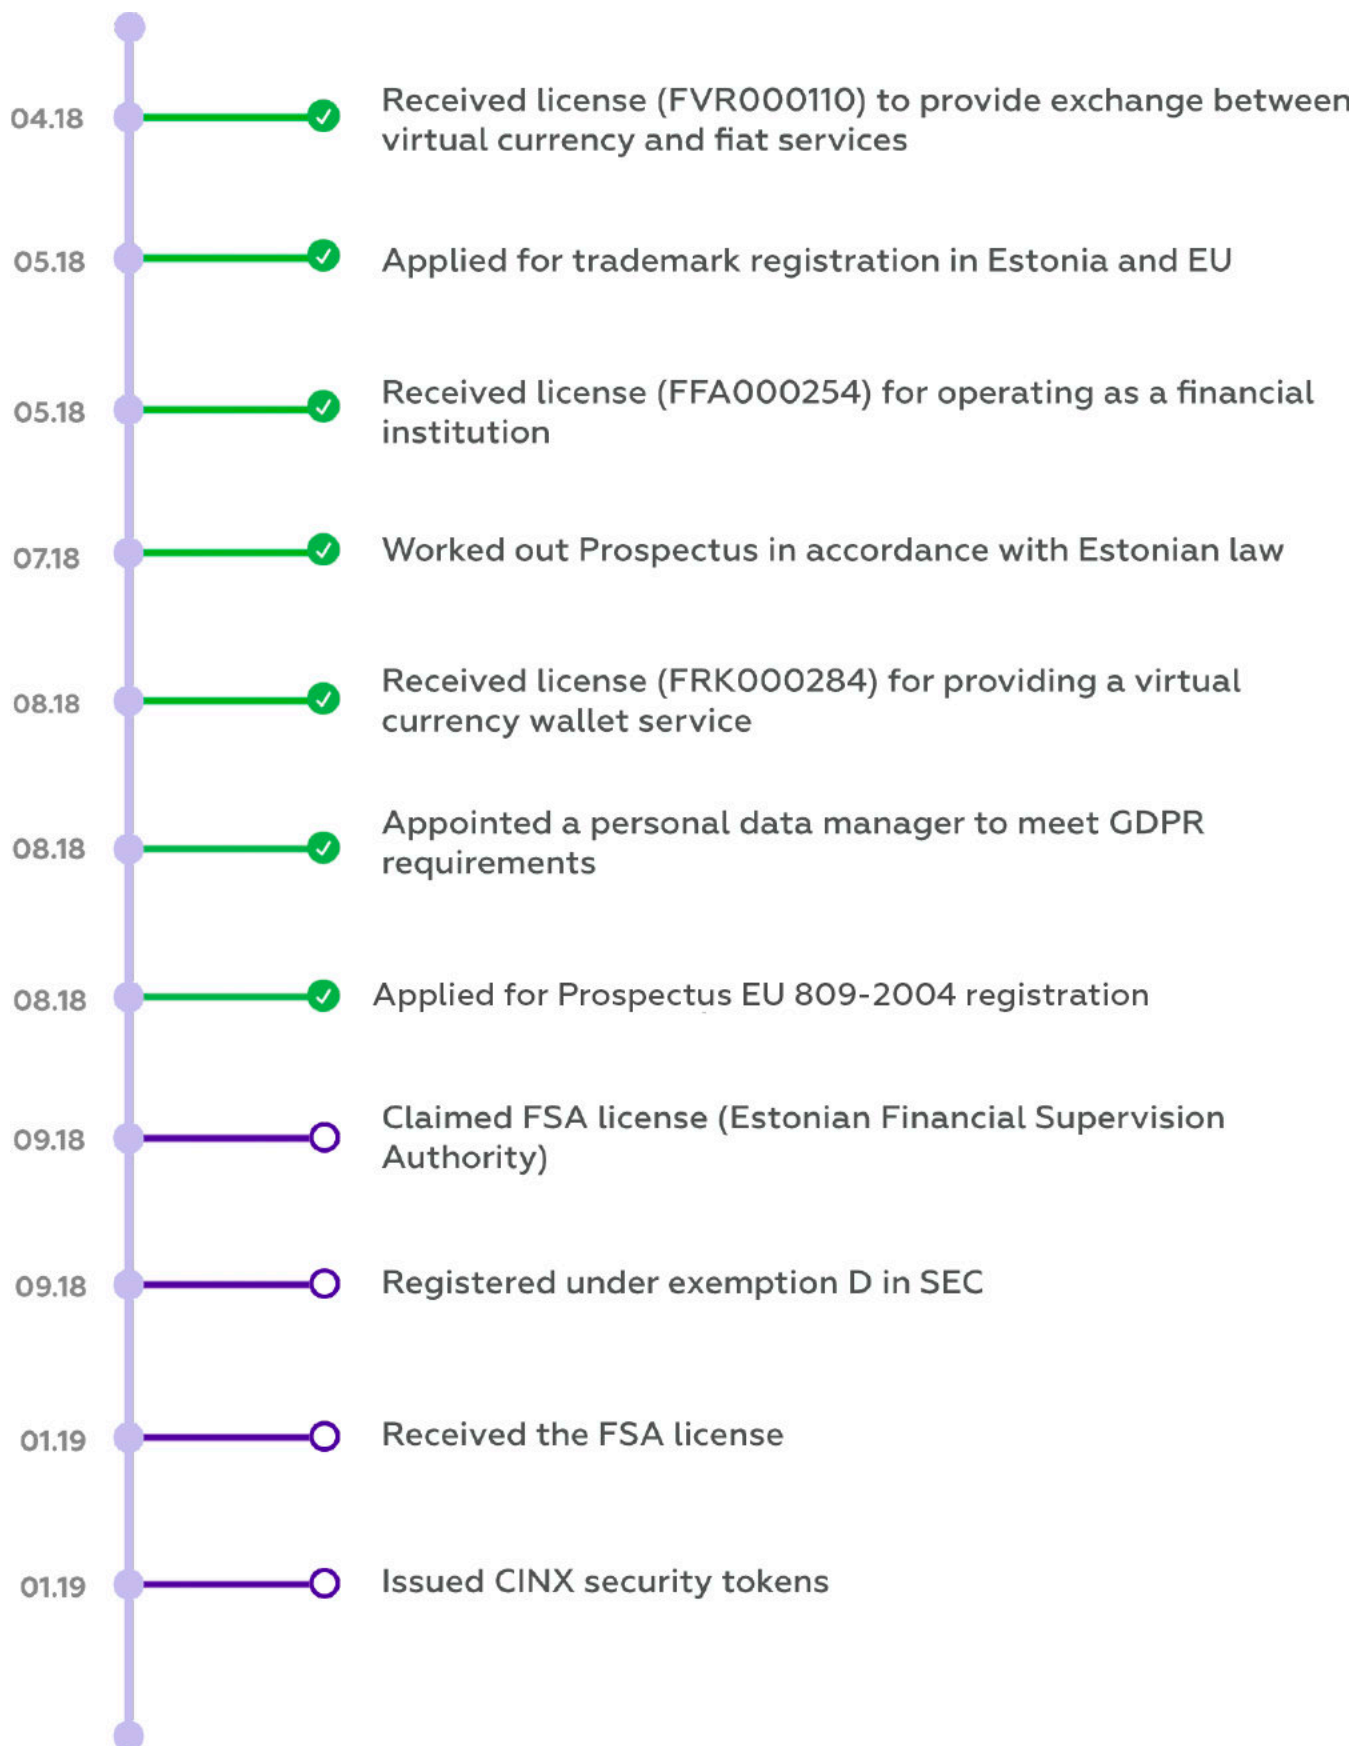 04.18
Received license (FVR000110) to provide exchange between
virtual currency and fiat services
05.18
Applied for trademark registration in Estonia and EU
05.18
Received license (FFA000254) for operating as a financial
institution
07.18
Worked out Prospectus in accordance with Estonian law
08.18
Received license (FRK000284) for providing a virtual
currency wallet service
08.18
Appointed a personal data manager to meet GDPR
requirements
08.18
Applied for Prospectus EU 809-2004 registration
09.18
Claimed FSA license (Estonian Financial Supervision
Authority)
09.18
Registered under exemption D in SEC
01.19
Received the FSA license
01.19
Issued CINX security tokens